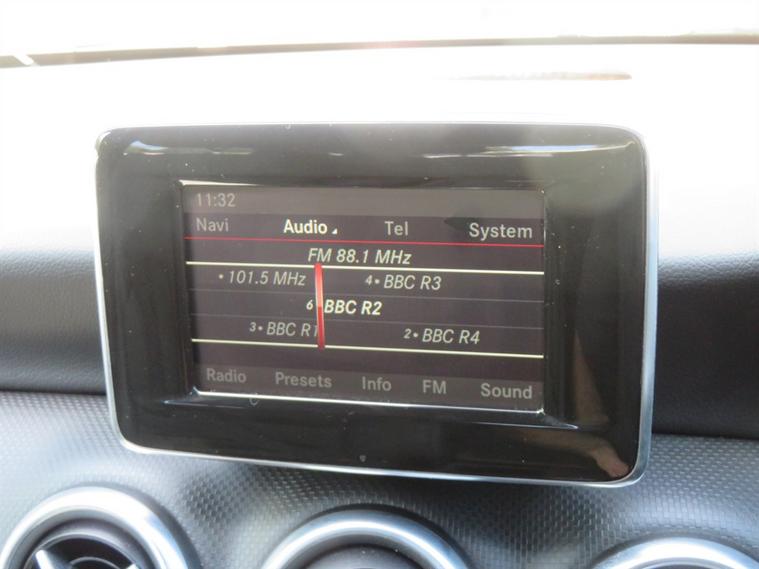 11:32
Navi Audio Tel System
FM 88.1 MHz
• 101.5 MHz 4• BBC R3
6 BBC R2
3• BBC R1 2• BBC R4
Radio Presets Info FM Sound